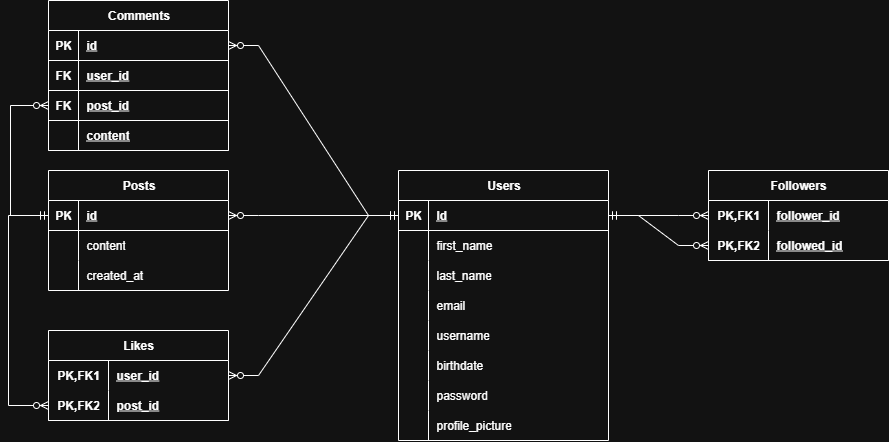 Comments
PK id
FK user_id
FK post_id
content
Posts
PK id
content
created_at
Likes
PK,FK1 user_id
PK,FK2 post_id
Users
PK Id
first_name
last_name
email
username
birthdate
password
profile_picture
Followers
PK,FK1 follower_id
PK,FK2 followed_id